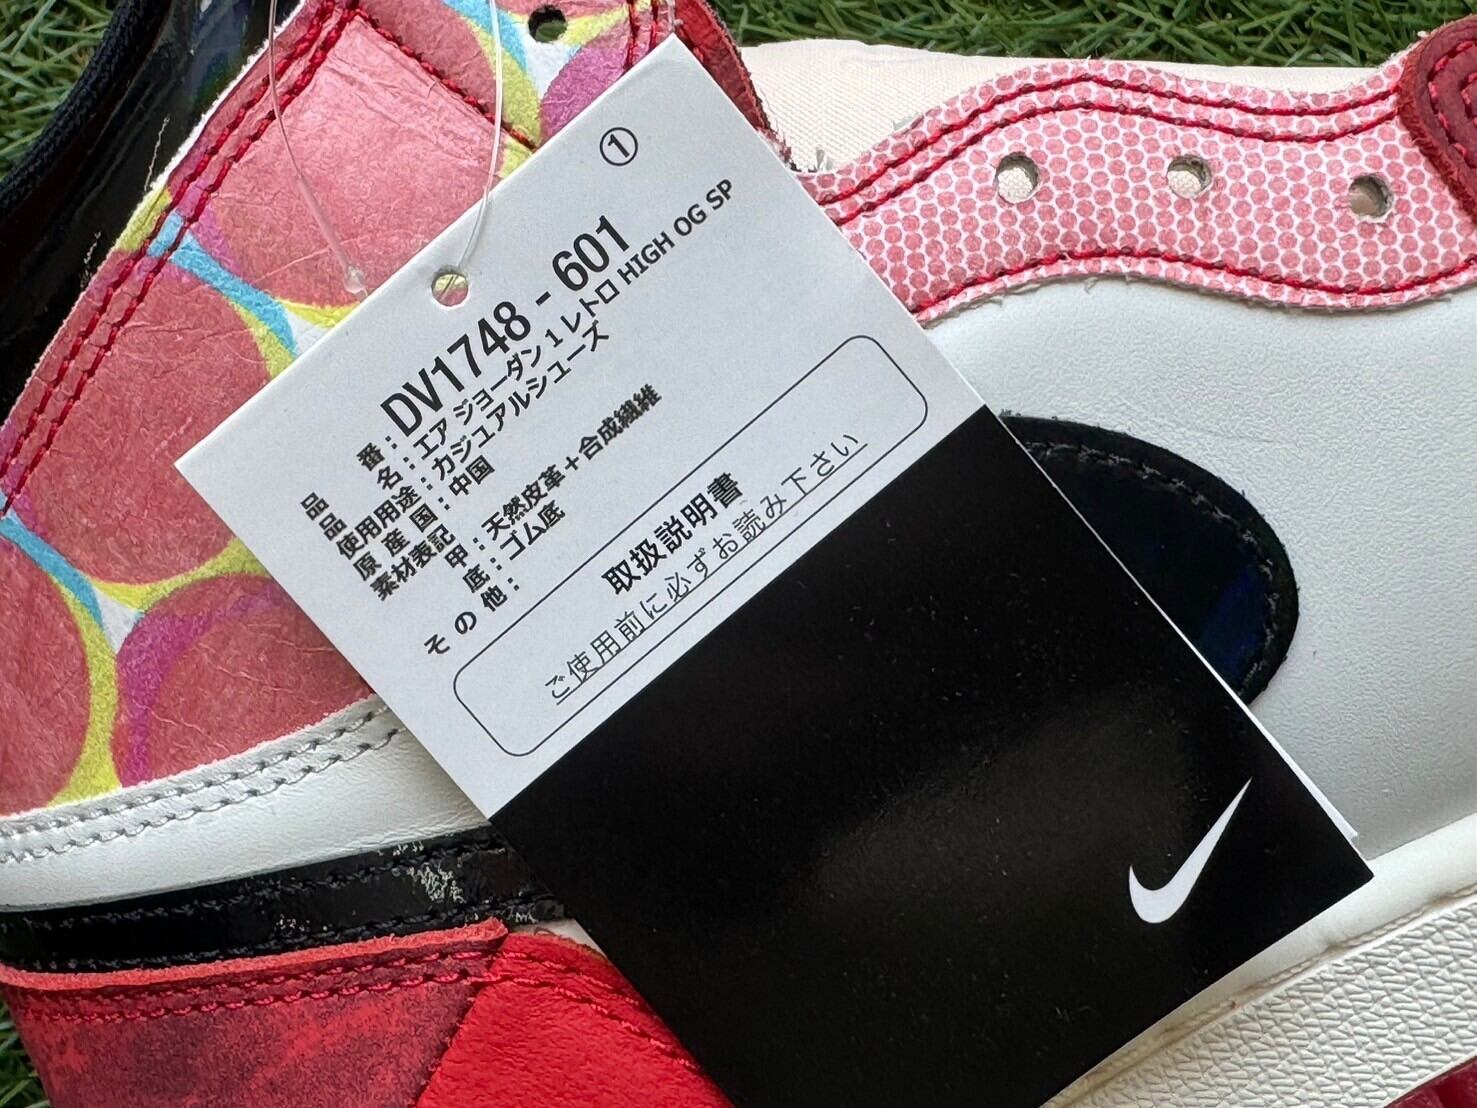 ①
DV1748 - 601
品番：
品名：エア ジョーダン 1 レトロ HIGH OG SP
使用用途：カジュアルシューズ
原産国：中国
素材表記
甲：天然皮革＋合成繊維
底：ゴム底
その他：
取扱説明書
ご使用前に必ずお読み下さい